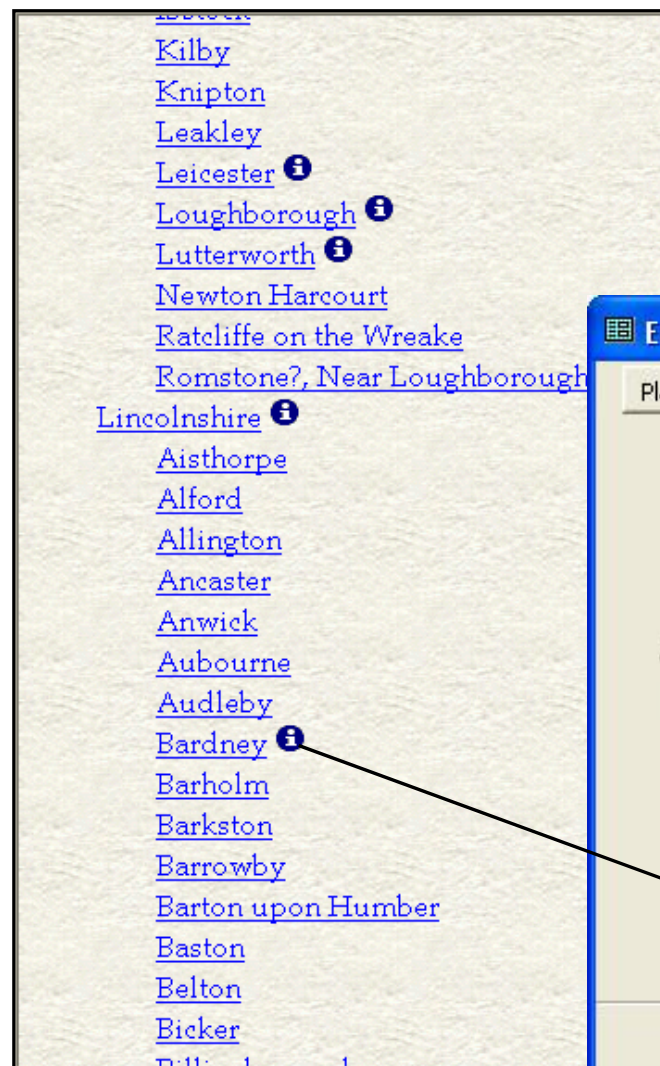 Kilby
Knipton
Leakley
Leicester
Loughborough
Lutterworth
Newton Harcourt
Ratcliffe on the Wreake
Romstone?, Near Loughborough
Lincolnshire
Aisthorpe
Alford
Allington
Ancaster
Anwick
Aubourne
Audleby
Bardney
Barholm
Barkston
Barrowby
Barton upon Humber
Baston
Belton
Bicker
E
Pl